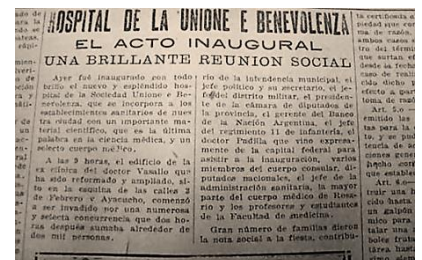 HOSPITAL DE LA UNIONE E BENEVOLENZA
EL ACTO INAUGURAL
UNA BRILLANTE REUNION SOCIAL
Ayer fué inaugurado con todo
brillo el nuevo y espléndido hos-
pital de la Sociedad "Unione e Be-
nevolenza, que se incorpora a los
establecimientos sanitarios de nues-
tra ciudad con un importante ma-
terial científico, que es la última
palabra en la ciencia médica, y un
selecto cuerpo
A las 9 horas, el edificio de la
ex clínica del doctor Vasallo que
ha sido reformado y ampliado, si-
to en la esquina de las calles 3
de Febrero y Ayacucho, comenzó
a ser invadido por una numerosa
y selecta concurrencia que dos ho-
ras después sumaba alrededor de
dos mil personas.
rio de la intendencia municipal, el
jefe político y su secretario, el je-
fe del distrito militar, el presiden-
te de la cámara de diputados de
la provincia, el gerente del Banco
de la Nación Argentina, el jefe
del regimiento 11 de infantería, el
doctor Padilla que vino expresa-
mente de la capital federal para
asistir a la inauguración, varios
miembros del cuerpo consular, di-
putados nacionales, el jefe de la
administración sanitaria, la mayor
parte del cuerpo médico de Rosa-
rio y los profesores y estudiantes
de la Facultad de medicina.
Gran número de familias dieron
la nota social a la fiesta, contribu-